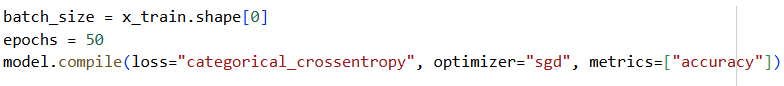 batch_size = x_train.shape[0]
epochs = 50
model.compile(loss="categorical_crossentropy", optimizer="sgd", metrics=["accuracy"])